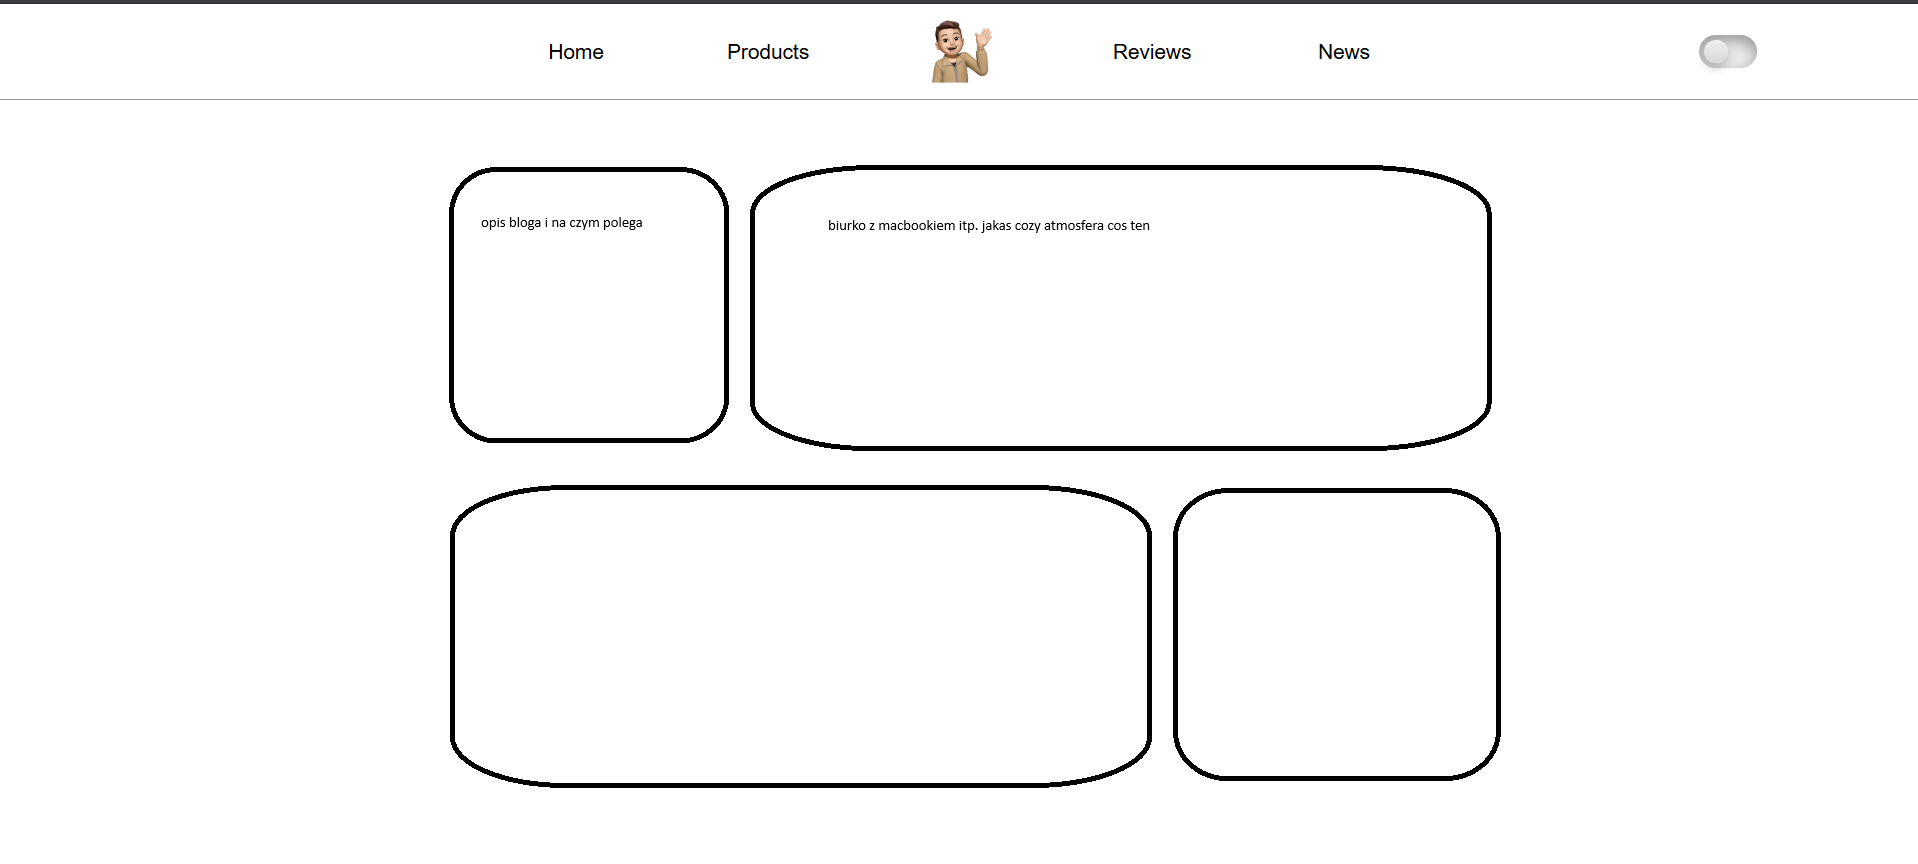 Home Products Reviews News
opis bloga i na czym polega
biurko z macbookiem itp. jakas cozy atmosfera cos ten